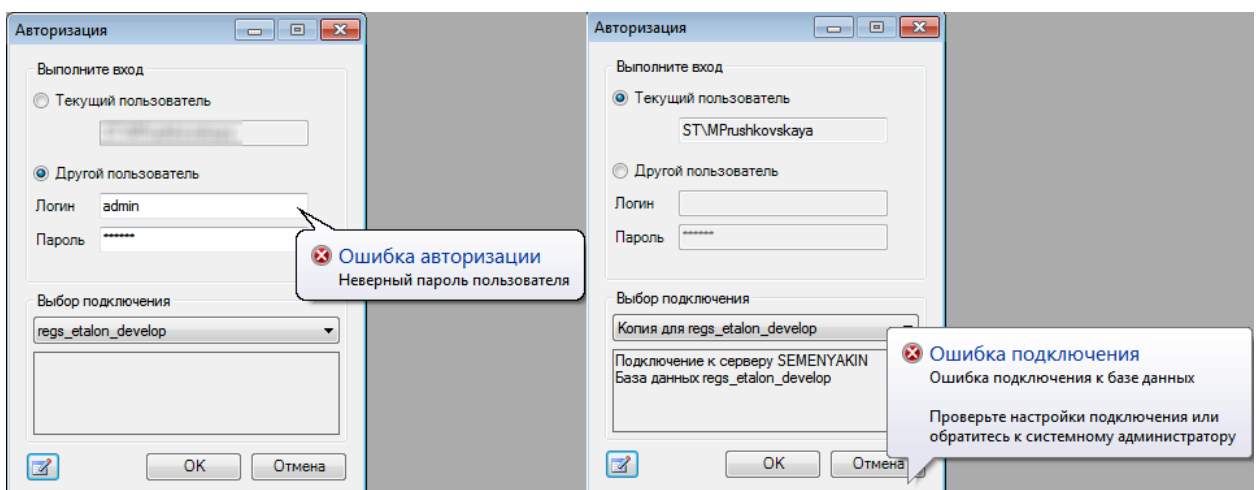 Авторизация
Выполните вход
Текущий пользователь
Другой пользователь
Логин
admin
Пароль
******
Ошибка авторизации
Неверный пароль пользователя
Выбор подключения
regs_etalon_develop
OK
Отмена
Авторизация
Выполните вход
Текущий пользователь
ST\MPrushkovskaya
Другой пользователь
Логин
Пароль
******
Выбор подключения
Копия для regs_etalon_develop
Подключение к серверу SEMENYAKIN
База данных regs_etalon_develop
Ошибка подключения
Ошибка подключения к базе данных
Проверьте настройки подключения или
обратитесь к системному администратору
OK
Отмена